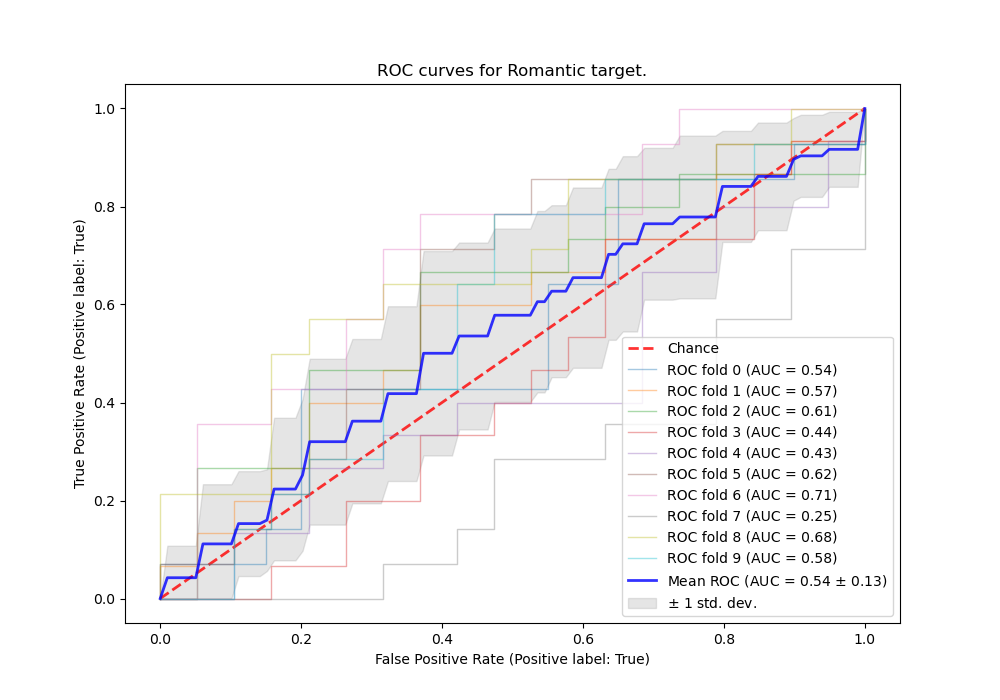 ROC curves for Romantic target.
True Positive Rate (Positive label: True)
1.0
0.8
0.6
0.4
0.2
0.0
0.0 0.2 0.4 0.6 0.8 1.0
False Positive Rate (Positive label: True)
Chance
ROC fold 0 (AUC = 0.54)
ROC fold 1 (AUC = 0.57)
ROC fold 2 (AUC = 0.61)
ROC fold 3 (AUC = 0.44)
ROC fold 4 (AUC = 0.43)
ROC fold 5 (AUC = 0.62)
ROC fold 6 (AUC = 0.71)
ROC fold 7 (AUC = 0.25)
ROC fold 8 (AUC = 0.68)
ROC fold 9 (AUC = 0.58)
Mean ROC (AUC = 0.54 ± 0.13)
± 1 std. dev.